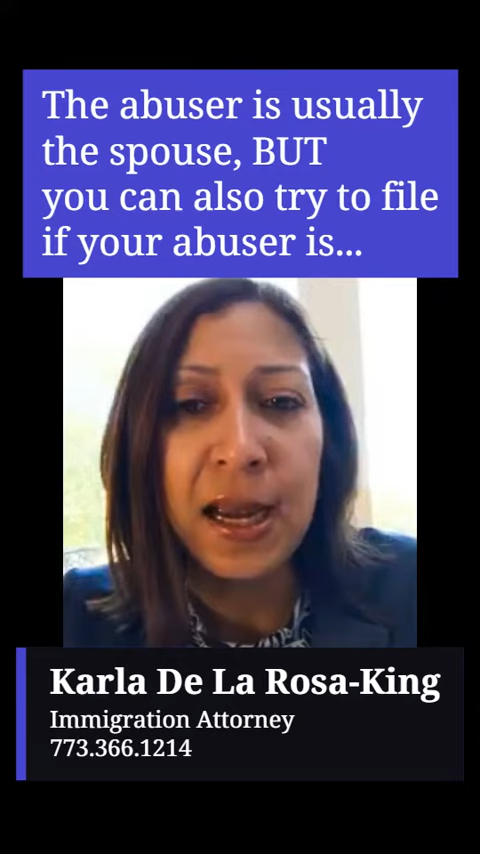 The abuser is usually
the spouse, BUT
you can also try to file
if your abuser is...
Karla De La Rosa-King
Immigration Attorney
773.366.1214